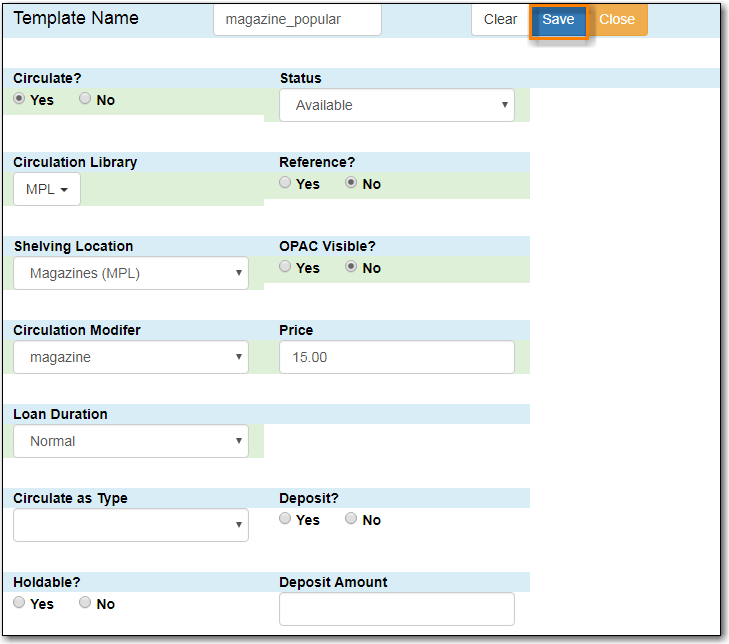 Template Name magazine_popular Clear Save Close
Circulate? Status
Yes No Available
Circulation Library Reference?
MPL Yes No
Shelving Location OPAC Visible?
Magazines (MPL) Yes No
Circulation Modifer Price
magazine 15.00
Loan Duration
Normal
Circulate as Type Deposit?
Yes No
Holdable? Deposit Amount
Yes No